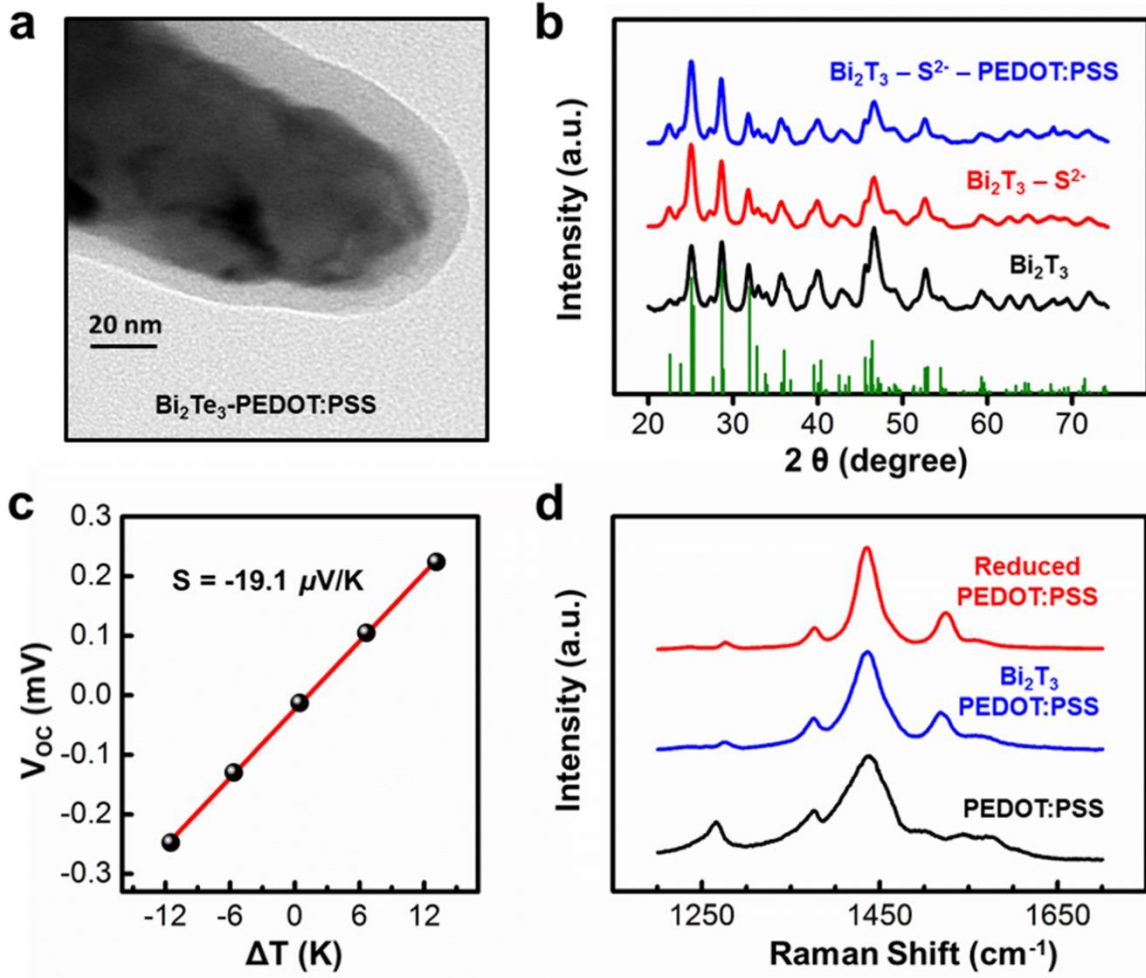 a
20 nm
Bi₂Te₃-PEDOT:PSS
b
Intensity (a.u.)
Bi₂T₃ – S²⁻ – PEDOT:PSS
Bi₂T₃ – S²⁻
Bi₂T₃
20 30 40 50 60 70
2 θ (degree)
c
V_OC (mV)
0.3
0.2
0.1
0.0
-0.1
-0.2
-0.3
S = -19.1 µV/K
-12 -6 0 6 12
ΔT (K)
d
Intensity (a.u.)
Reduced
PEDOT:PSS
Bi₂T₃
PEDOT:PSS
PEDOT:PSS
1250 1450 1650
Raman Shift (cm⁻¹)